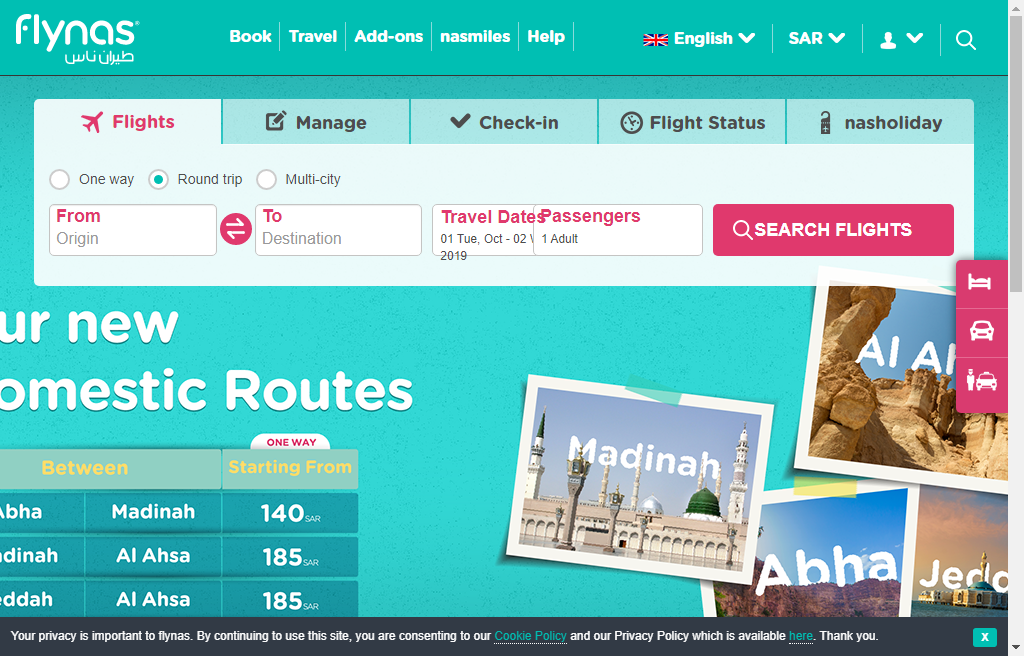 flynas
طيران ناس
Book Travel Add-ons nasmiles Help
English SAR
Flights Manage Check-in Flight Status nasholiday
One way Round trip Multi-city
From To Travel Dates Passengers
Origin Destination 01 Tue, Oct - 02 1 Adult
2019
SEARCH FLIGHTS
ur new
omestic Routes
ONE WAY
Between Starting From
Abha Madinah 140 SAR
adinah Al Ahsa 185 SAR
eddah Al Ahsa 185 SAR
Al Ah
Madinah
Abha
Jedd
Your privacy is important to flynas. By continuing to use this site, you are consenting to our Cookie Policy and our Privacy Policy which is available here. Thank you.
X